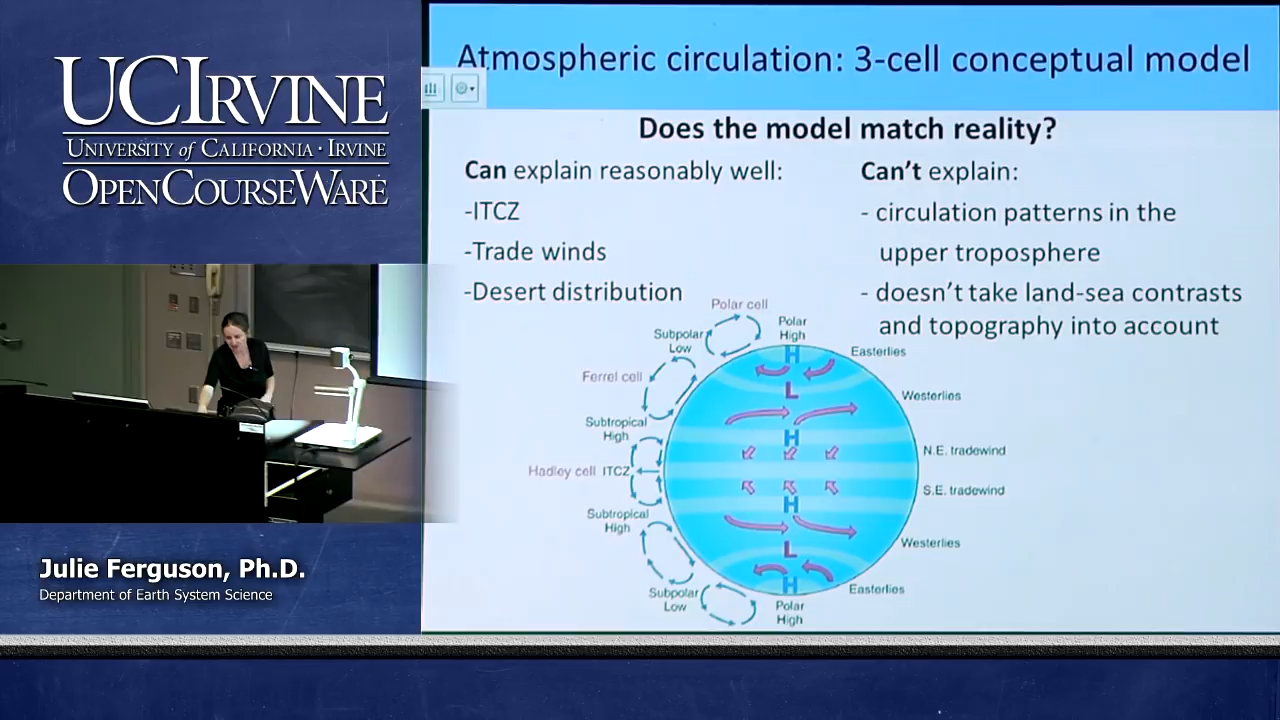 UCIRVINE
UNIVERSITY of CALIFORNIA · IRVINE
OPENCOURSEWARE
Julie Ferguson, Ph.D.
Department of Earth System Science
Atmospheric circulation: 3-cell conceptual model
Does the model match reality?
Can explain reasonably well:
-ITCZ
-Trade winds
-Desert distribution
Can't explain:
- circulation patterns in the
upper troposphere
- doesn't take land-sea contrasts
and topography into account
Polar cell
Polar
High
Subpolar
Low
Easterlies
Ferrel cell
Westerlies
Subtropical
High
N.E. tradwind
Hadley cell ITCZ
S.E. tradewind
Subtropical
High
Westerlies
Subpolar
Low
Easterlies
Polar
High
H
L
H
H
L
H